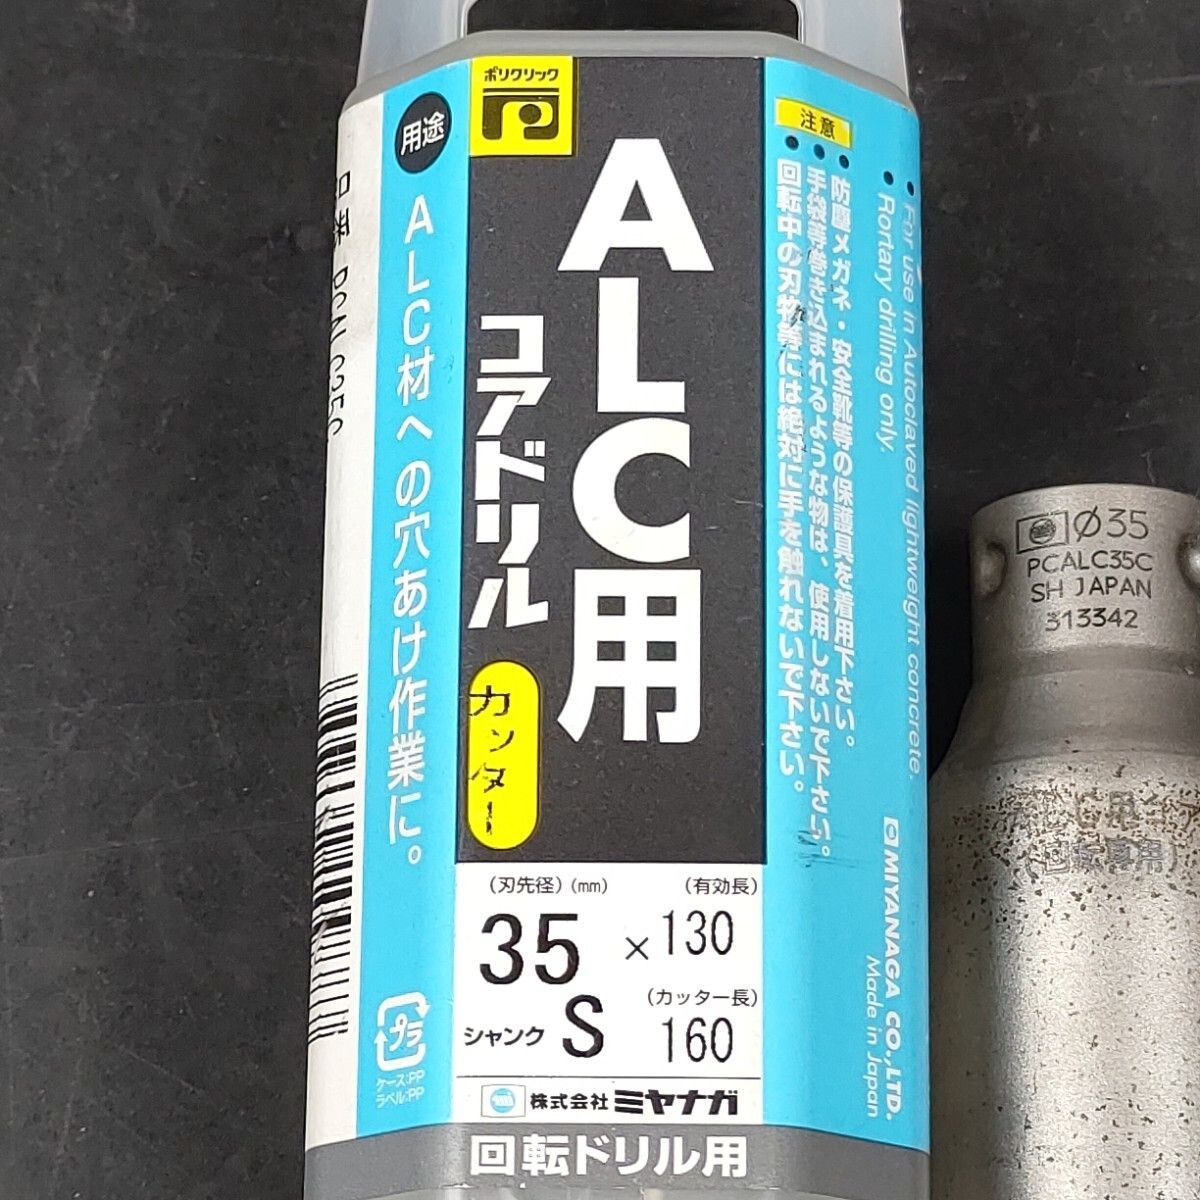 ポリクリック
用途
ALC材への穴あけ作業に。
PCALC35C
ALC用
コアドリル
カッター
注意
●防塵メガネ・安全靴等の保護具を着用下さい。
●手袋等巻き込まれるような物は、使用しないで下さい。
●回転中の刃物等には絶対に手を触れないで下さい。
●For use in Autoclaved lightweight concrete.
●Rortary drilling only.
(刃先径)(mm)
(有効長)
35 × 130
シャンク S
(カッター長)
160
プラ
ケース:PP
ラベル:PP
株式会社ミヤナガ
回転ドリル用
MIYANAGA CO.,LTD.
Made in Japan
Ø35
PCALC35C
SH JAPAN
313342